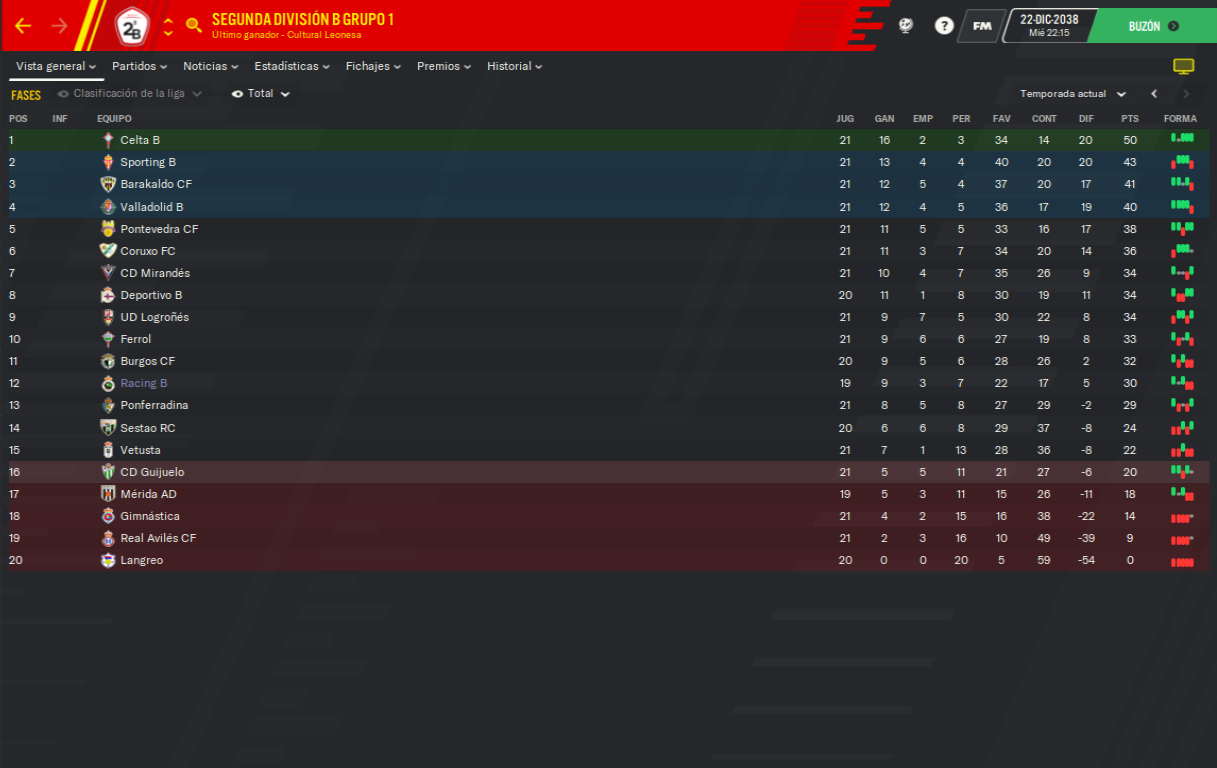 SEGUNDA DIVISIÓN B GRUPO 1
Último ganador - Cultural Leonesa
2ªB
? FM 22-DIC-2038 BUZÓN
Mié 22:15
Vista general Partidos Noticias Estadísticas Fichajes Premios Historial
FASES Clasificación de la liga Total Temporada actual
POS INF EQUIPO JUG GAN EMP PER FAV CONT DIF PTS FORMA
1 Celta B 21 16 2 3 34 14 20 50
2 Sporting B 21 13 4 4 40 20 20 43
3 Barakaldo CF 21 12 5 4 37 20 17 41
4 Valladolid B 21 12 4 5 36 17 19 40
5 Pontevedra CF 21 11 5 5 33 16 17 38
6 Coruxo FC 21 11 3 7 34 20 14 36
7 CD Mirandés 21 10 4 7 35 26 9 34
8 Deportivo B 20 11 1 8 30 19 11 34
9 UD Logroñés 21 9 7 5 30 22 8 34
10 Ferrol 21 9 6 6 27 19 8 33
11 Burgos CF 20 9 5 6 28 26 2 32
12 Racing B 19 9 3 7 22 17 5 30
13 Ponferradina 21 8 5 8 27 29 -2 29
14 Sestao RC 20 6 6 8 29 37 -8 24
15 Vetusta 21 7 1 13 28 36 -8 22
16 CD Guijuelo 21 5 5 11 21 27 -6 20
17 Mérida AD 19 5 3 11 15 26 -11 18
18 Gimnástica 21 4 2 15 16 38 -22 14
19 Real Avilés CF 21 2 3 16 10 49 -39 9
20 Langreo 20 0 0 20 5 59 -54 0